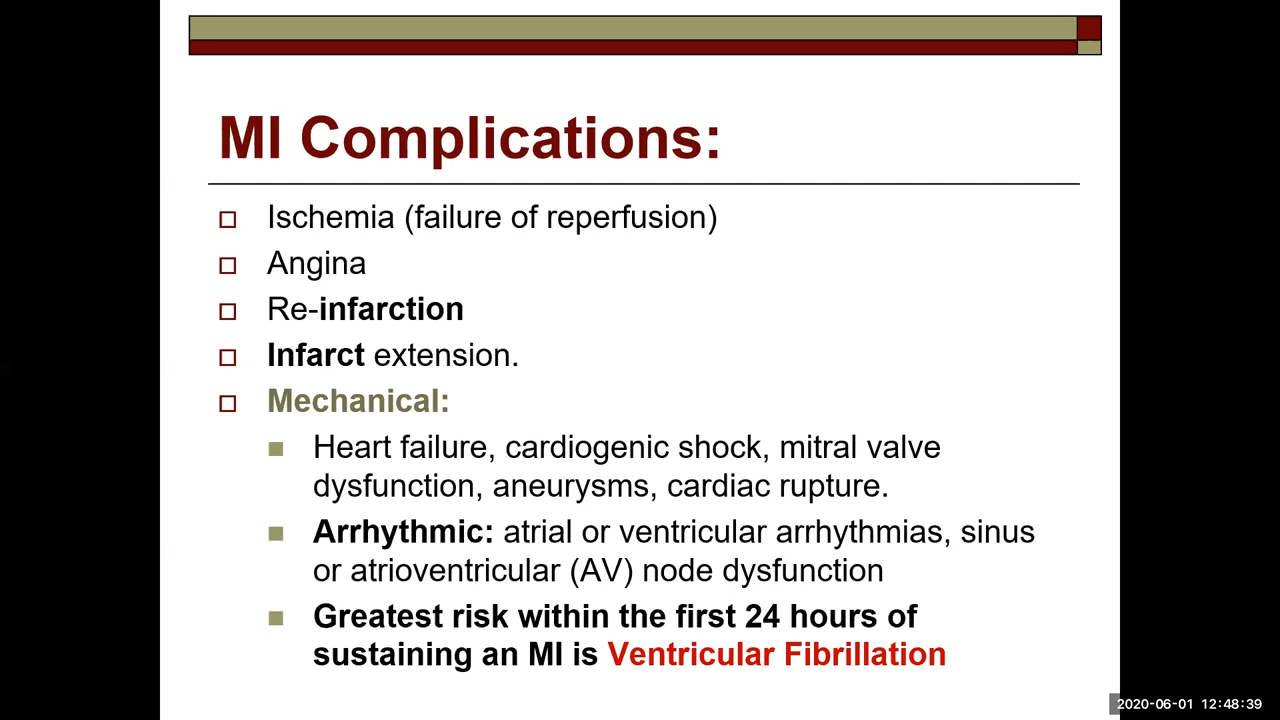 MI Complications:
Ischemia (failure of reperfusion)
Angina
Re-infarction
Infarct extension.
Mechanical:
Heart failure, cardiogenic shock, mitral valve
dysfunction, aneurysms, cardiac rupture.
Arrhythmic: atrial or ventricular arrhythmias, sinus
or atrioventricular (AV) node dysfunction
Greatest risk within the first 24 hours of
sustaining an MI is Ventricular Fibrillation
2020-06-01 12:48:39